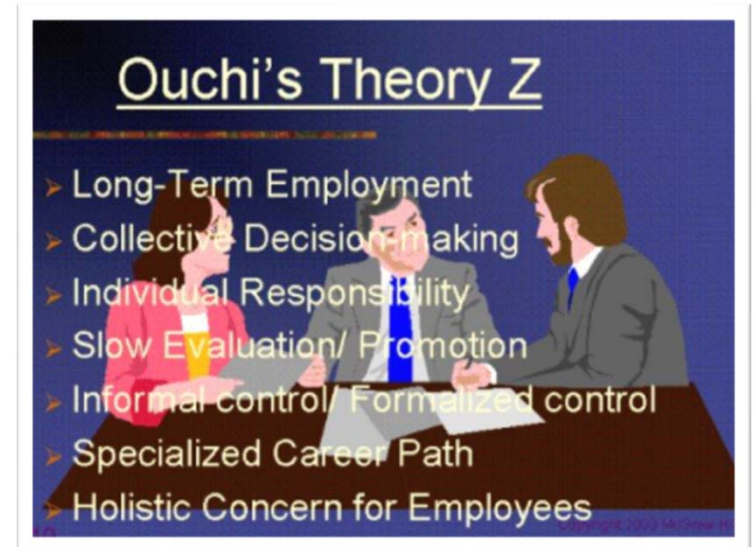 Ouchi's Theory Z
Long-Term Employment
Collective Decision-making
Individual Responsibility
Slow Evaluation/ Promotion
Informal control/ Formalized control
Specialized Career Path
Holistic Concern for Employees